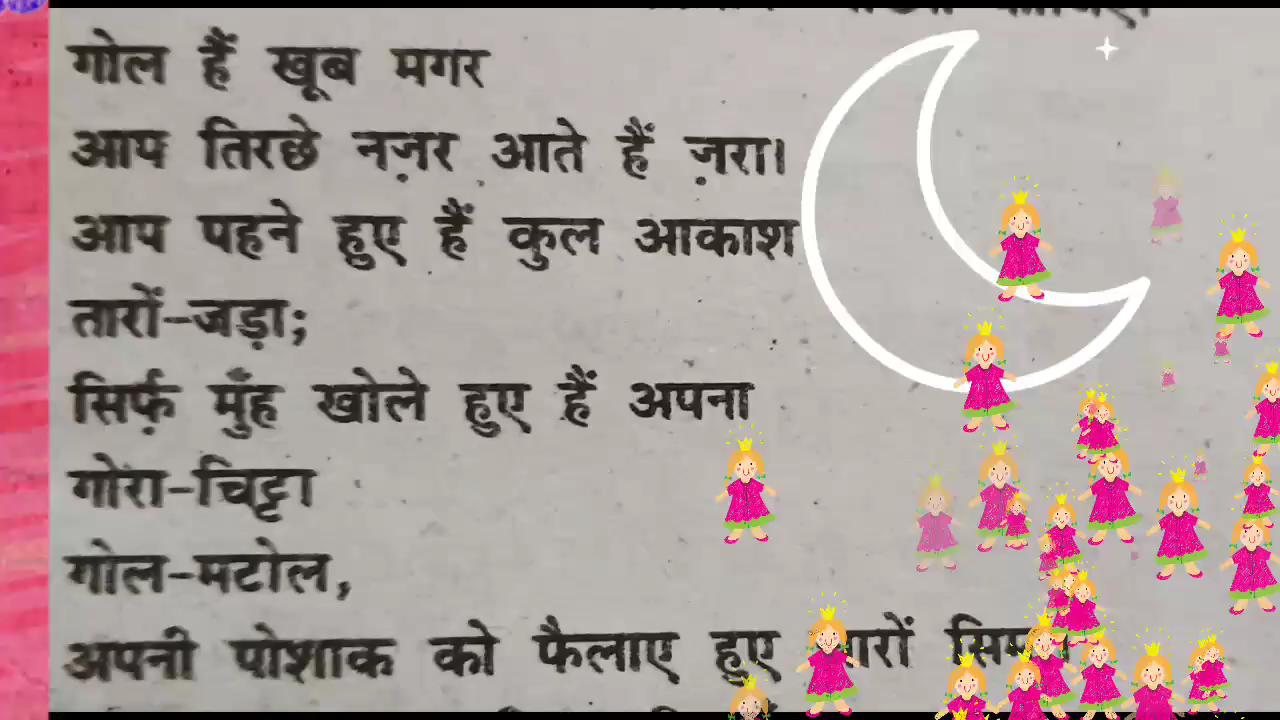 गोल हैं खूब मगर
आप तिरछे नज़र आते हैं ज़रा।
आप पहने हुए हैं कुल आकाश
तारों-जड़ा;
सिर्फ़ मुँह खोले हुए हैं अपना
गोरा-चिट्टा
गोल-मटोल,
अपनी पोशाक को फैलाए हुए